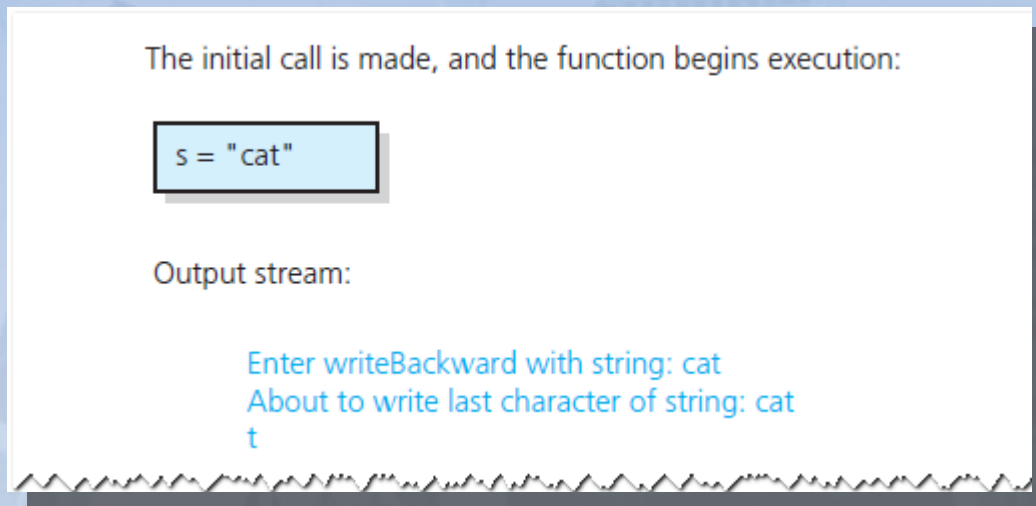 The initial call is made, and the function begins execution:
s = "cat"
Output stream:
Enter writeBackward with string: cat
About to write last character of string: cat
t